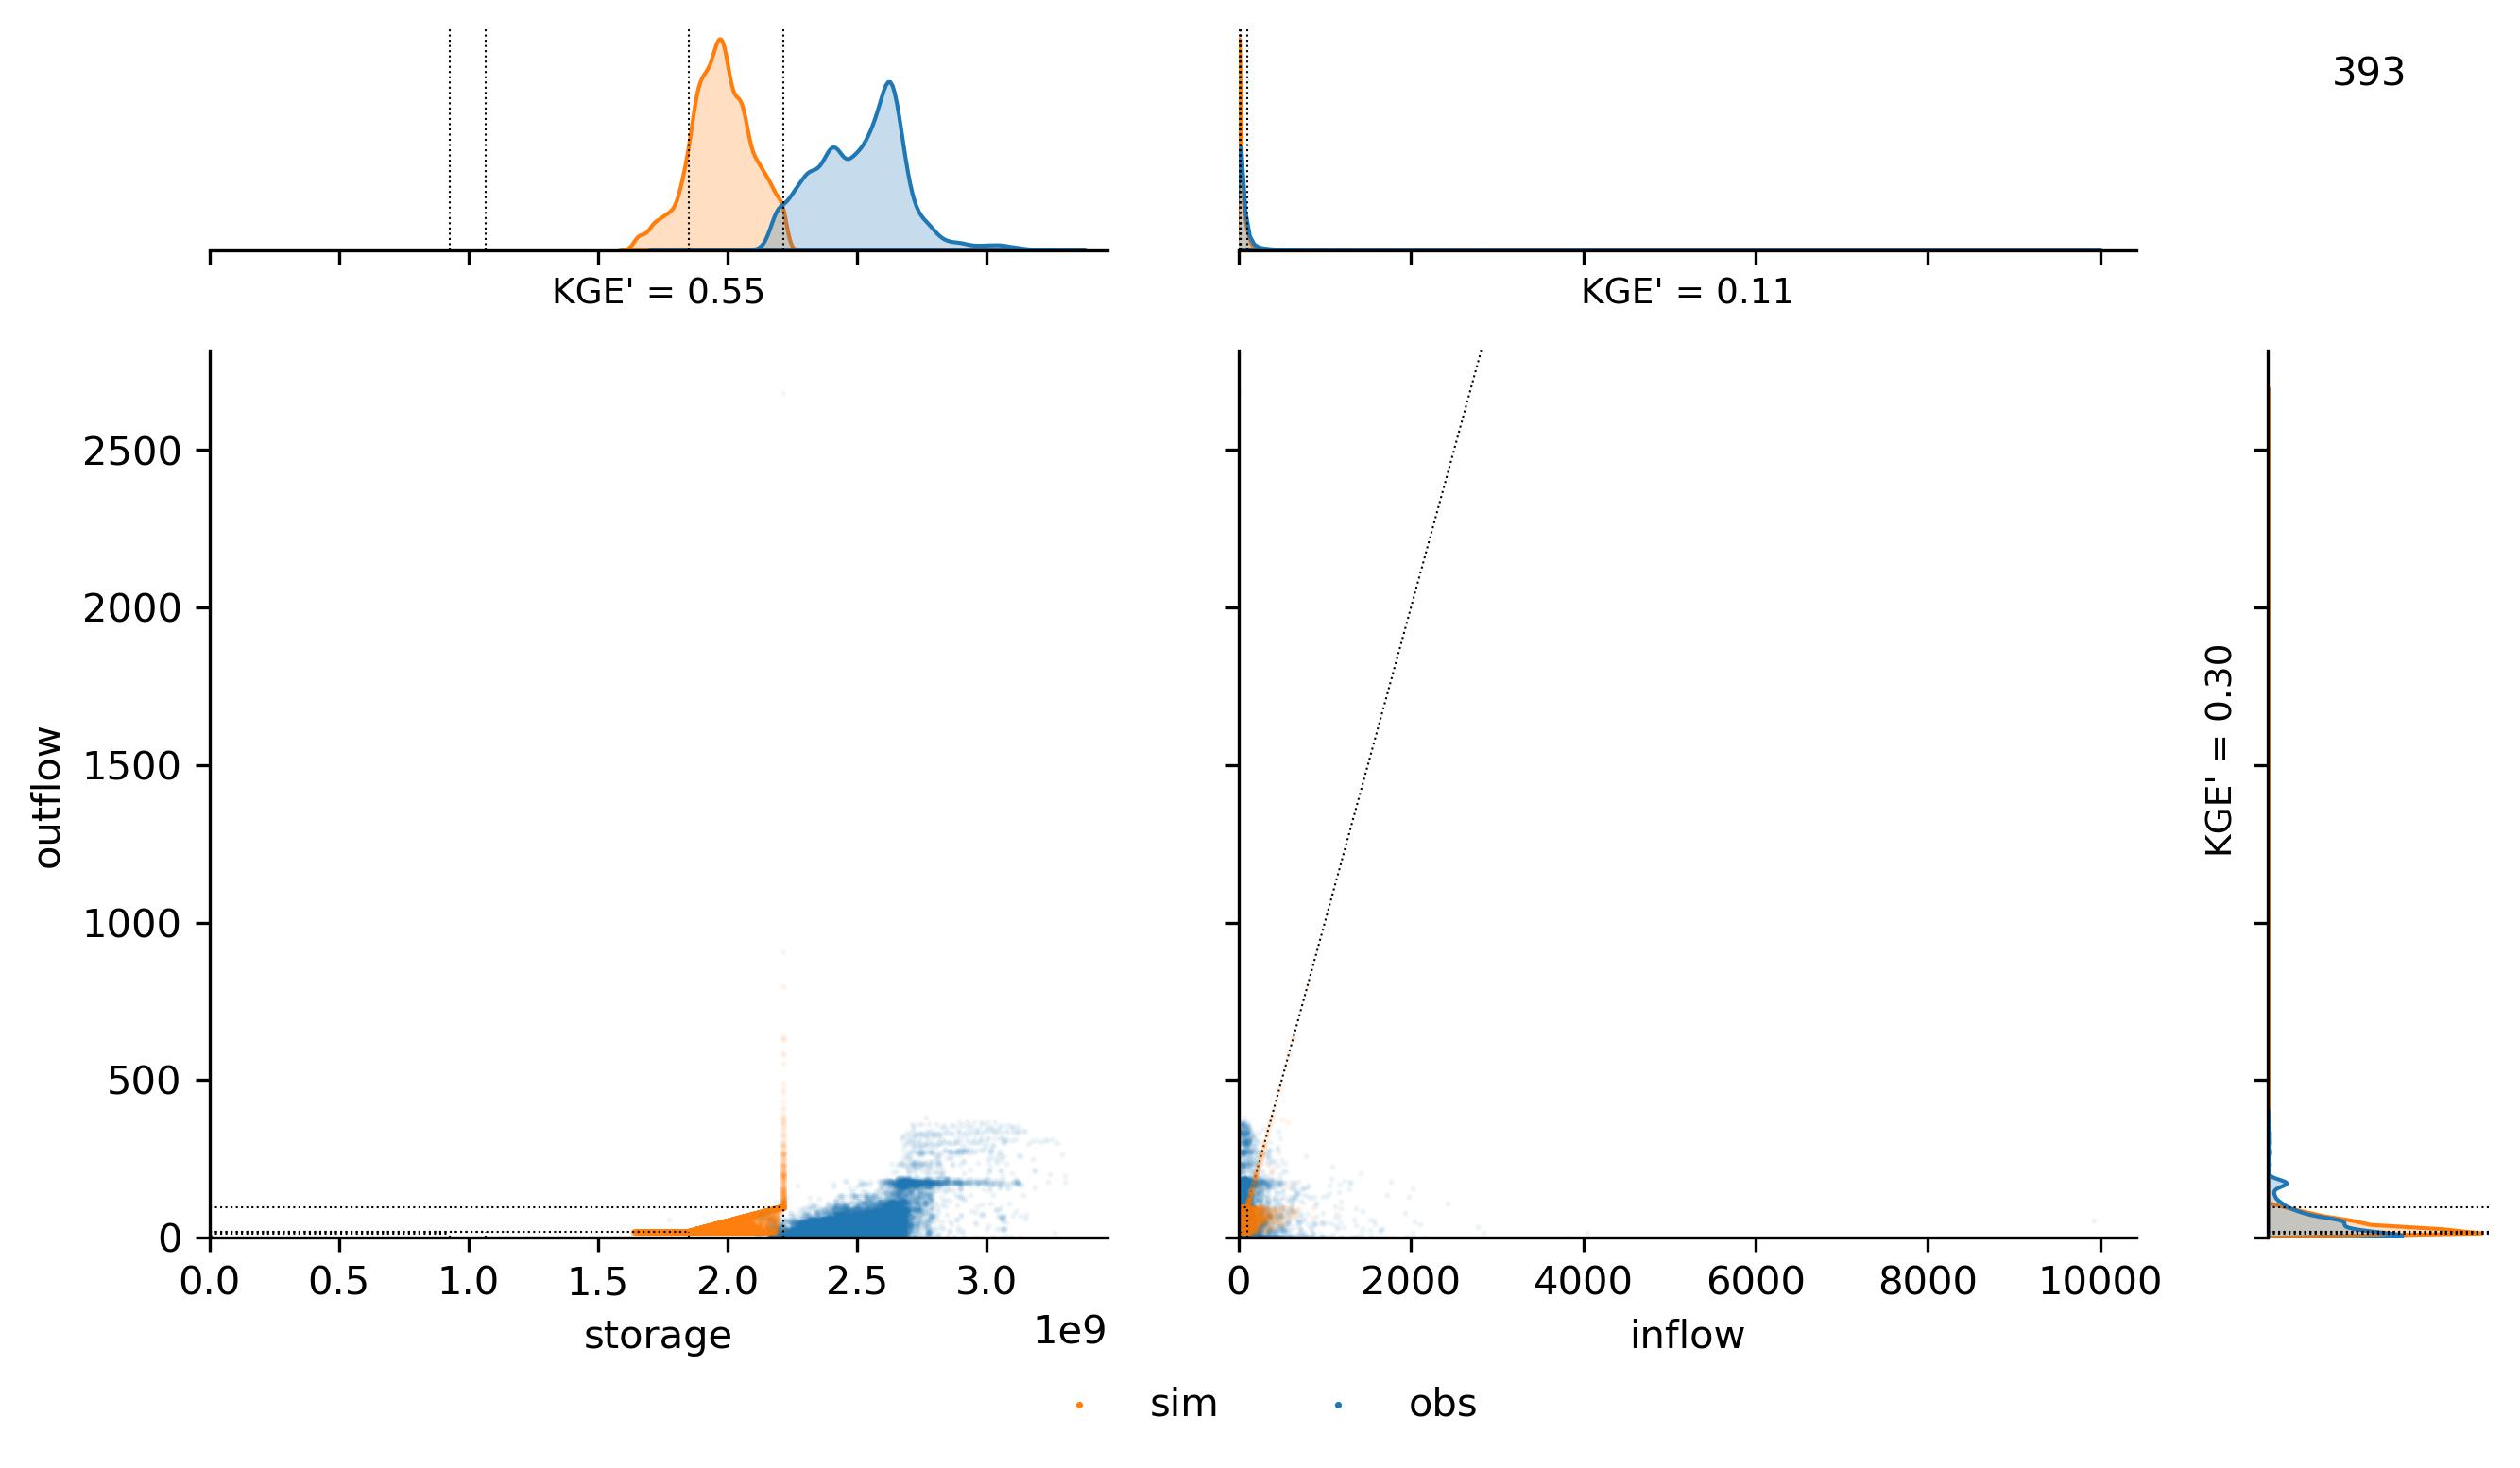 393
KGE' = 0.55
KGE' = 0.11
outflow
2500
2000
1500
1000
500
0
KGE' = 0.30
0.0 0.5 1.0 1.5 2.0 2.5 3.0
1e9
storage
0 2000 4000 6000 8000 10000
inflow
sim obs